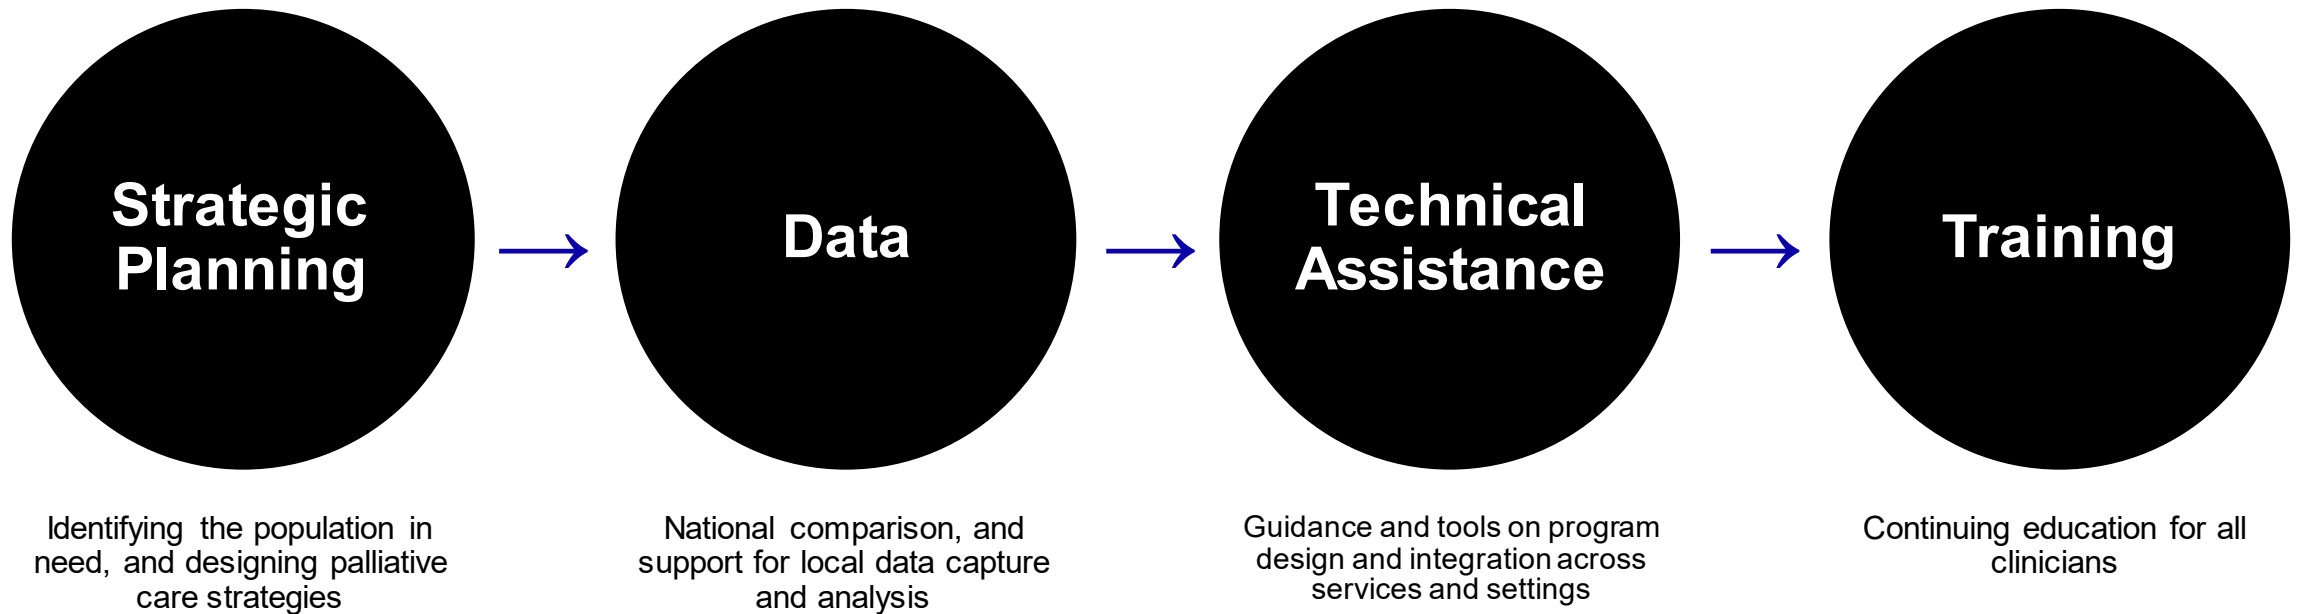 Strategic
Planning
Data
Technical
Assistance
Training
Identifying the population in
need, and designing palliative
care strategies
National comparison, and
support for local data capture
and analysis
Guidance and tools on program
design and integration across
services and settings
Continuing education for all
clinicians